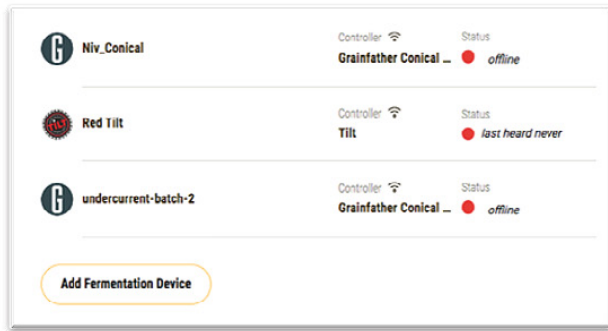 Controller
Status
G
Niv_Conical
Grainfather Conical ...
offline
Controller
Status
TILT
Red Tilt
Tilt
last heard never
Controller
Status
G
undercurrent-batch-2
Grainfather Conical ...
offline
Add Fermentation Device